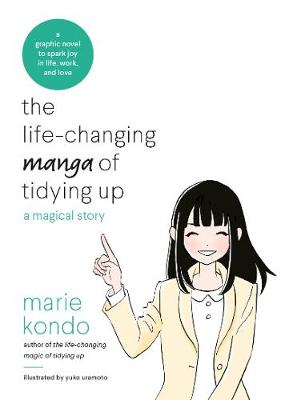 a
graphic novel
to spark joy
in life, work,
and love
the
life-changing
manga of
tidying up
a magical story
marie
kondo
author of the life-changing
magic of tidying up
illustrated by yuko uramoto